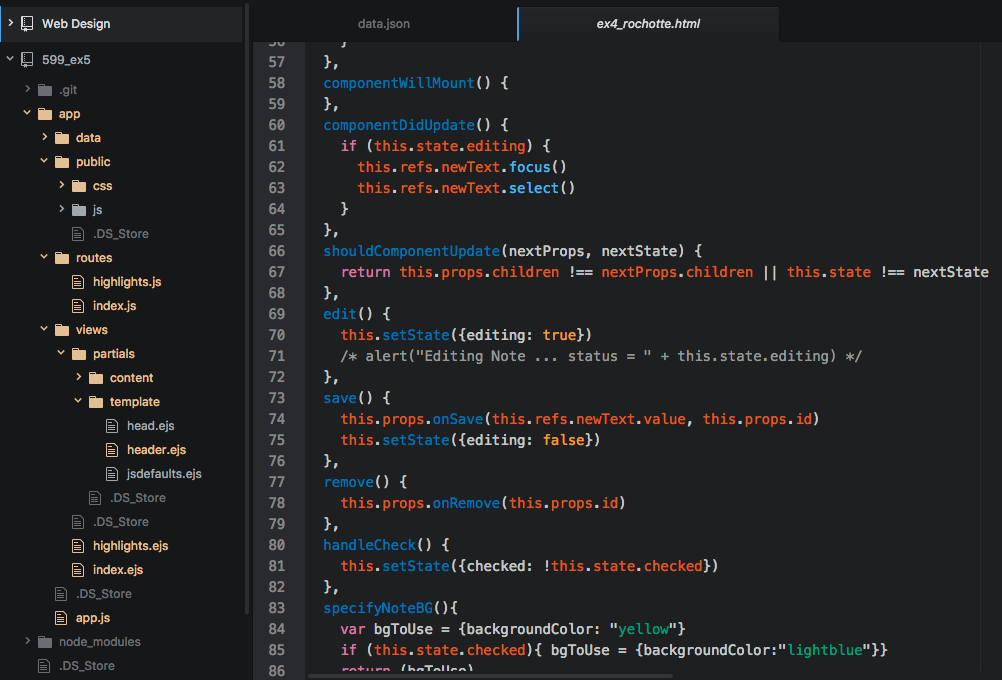 Web Design
599_ex5
.git
app
data
public
css
js
.DS_Store
routes
highlights.js
index.js
views
partials
content
template
head.ejs
header.ejs
jsdefaults.ejs
.DS_Store
.DS_Store
highlights.ejs
index.ejs
.DS_Store
app.js
node_modules
.DS_Store
data.json
ex4_rochotte.html
56 }
57 },
58 componentWillMount() {
59 },
60 componentDidUpdate() {
61 if (this.state.editing) {
62 this.refs.newText.focus()
63 this.refs.newText.select()
64 }
65 },
66 shouldComponentUpdate(nextProps, nextState) {
67 return this.props.children !== nextProps.children || this.state !== nextState
68 },
69 edit() {
70 this.setState({editing: true})
71 /* alert("Editing Note ... status = " + this.state.editing) */
72 },
73 save() {
74 this.props.onSave(this.refs.newText.value, this.props.id)
75 this.setState({editing: false})
76 },
77 remove() {
78 this.props.onRemove(this.props.id)
79 },
80 handleCheck() {
81 this.setState({checked: !this.state.checked})
82 },
83 specifyNoteBG(){
84 var bgToUse = {backgroundColor: "yellow"}
85 if (this.state.checked){ bgToUse = {backgroundColor:"lightblue"}}
86 return (bgToUse)